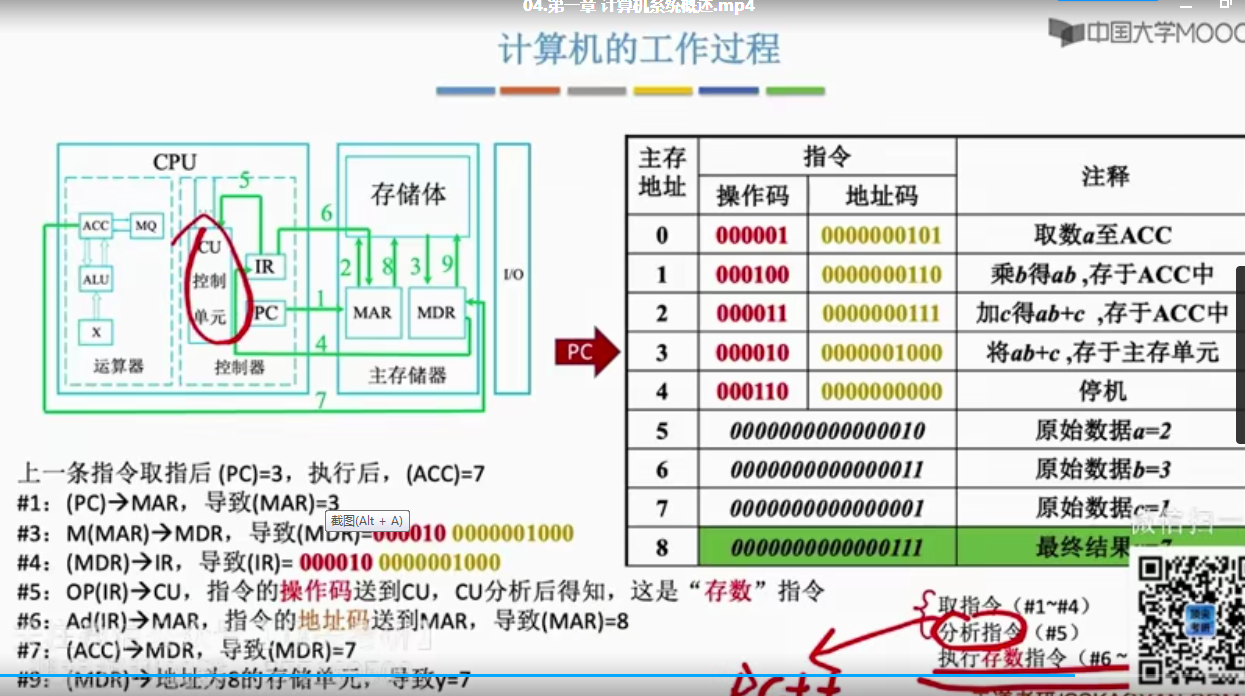 04.第一章 计算机系统概述.mp4
中国大学MOOC
计算机的工作过程
CPU
ACC
MQ
ALU
X
运算器
CU
控制
单元
IR
PC
控制器
存储体
MAR
MDR
主存储器
I/O
1
2
3
4
5
6
7
8
9
PC
主存地址 指令 注释
操作码 地址码
0 000001 0000000101 取数a至ACC
1 000100 0000000110 乘b得ab ,存于ACC中
2 000011 0000000111 加c得ab+c ,存于ACC中
3 000010 0000001000 将ab+c ,存于主存单元
4 000110 0000000000 停机
5 0000000000000010 原始数据a=2
6 0000000000000011 原始数据b=3
7 0000000000000001 原始数据c=1
8 0000000000000111 最终结果y=7
微信扫一
上一条指令取指后 (PC)=3，执行后，(ACC)=7
#1：(PC)→MAR，导致(MAR)=3
截图(Alt + A)
#3：M(MAR)→MDR，导致(MDR)=000010 0000001000
#4：(MDR)→IR，导致(IR)= 000010 0000001000
#5：OP(IR)→CU，指令的操作码送到CU，CU分析后得知，这是“存数”指令
#6：Ad(IR)→MAR，指令的地址码送到MAR，导致(MAR)=8
#7：(ACC)→MDR，导致(MDR)=7
#9：(MDR)→地址为8的存储单元，导致y=7
取指令（#1~#4）
分析指令（#5）
执行存数指令（#6~
PC++